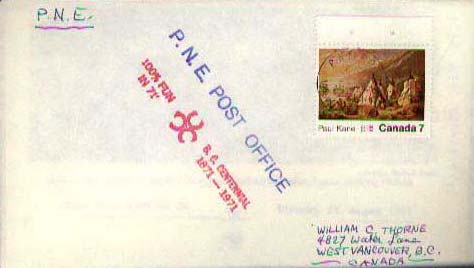 P.N.E.
P.N.E. POST OFFICE
100% FUN
IN 71'
B.C. CENTENNIAL
1871-1971
Paul Kane
Canada 7
WILLIAM C. THORNE
4827 Water Lane
WEST VANCOUVER, B.C.
CANADA